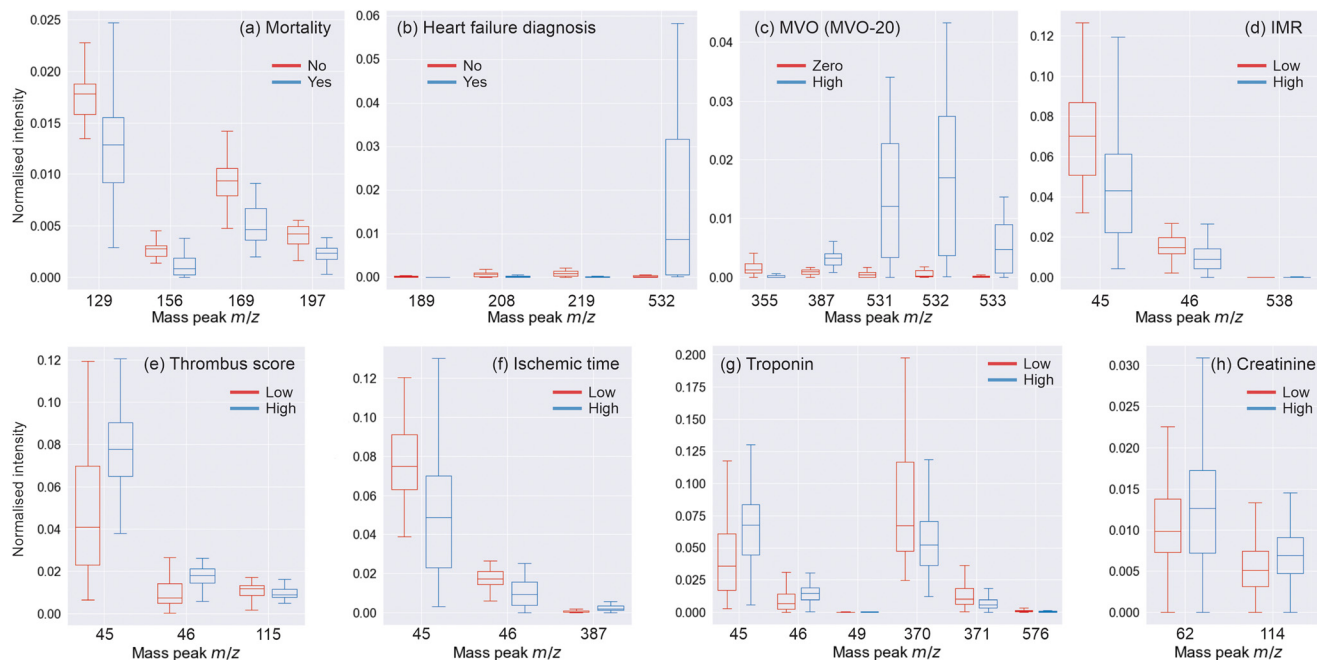 (a) Mortality
No
Yes
Normalised intensity
0.025
0.020
0.015
0.010
0.005
0.000
129 156 169 197
Mass peak m/z
(b) Heart failure diagnosis
No
Yes
0.06
0.05
0.04
0.03
0.00
0.01
0.00
189 208 219 532
Mass peak m/z
(c) MVO (MVO-20)
Zero
High
0.04
0.03
0.02
0.01
0.00
355 387 531 532 533
Mass peak m/z
(d) IMR
Low
High
0.12
0.10
0.08
0.06
0.04
0.02
0.00
45 46 538
Mass peak m/z
(e) Thrombus score
Low
High
Normalised intensity
0.12
0.10
0.08
0.06
0.04
0.02
0.00
45 46 115
Mass peak m/z
(f) Ischemic time
Low
High
0.12
0.10
0.08
0.06
0.04
0.02
0.00
45 46 387
Mass peak m/z
(g) Troponin
Low
High
0.200
0.175
0.150
0.125
0.100
0.075
0.050
0.025
0.000
45 46 49 370 371 576
Mass peak m/z
(h) Creatinine
Low
High
0.030
0.025
0.020
0.015
0.010
0.005
0.000
62 114
Mass peak m/z